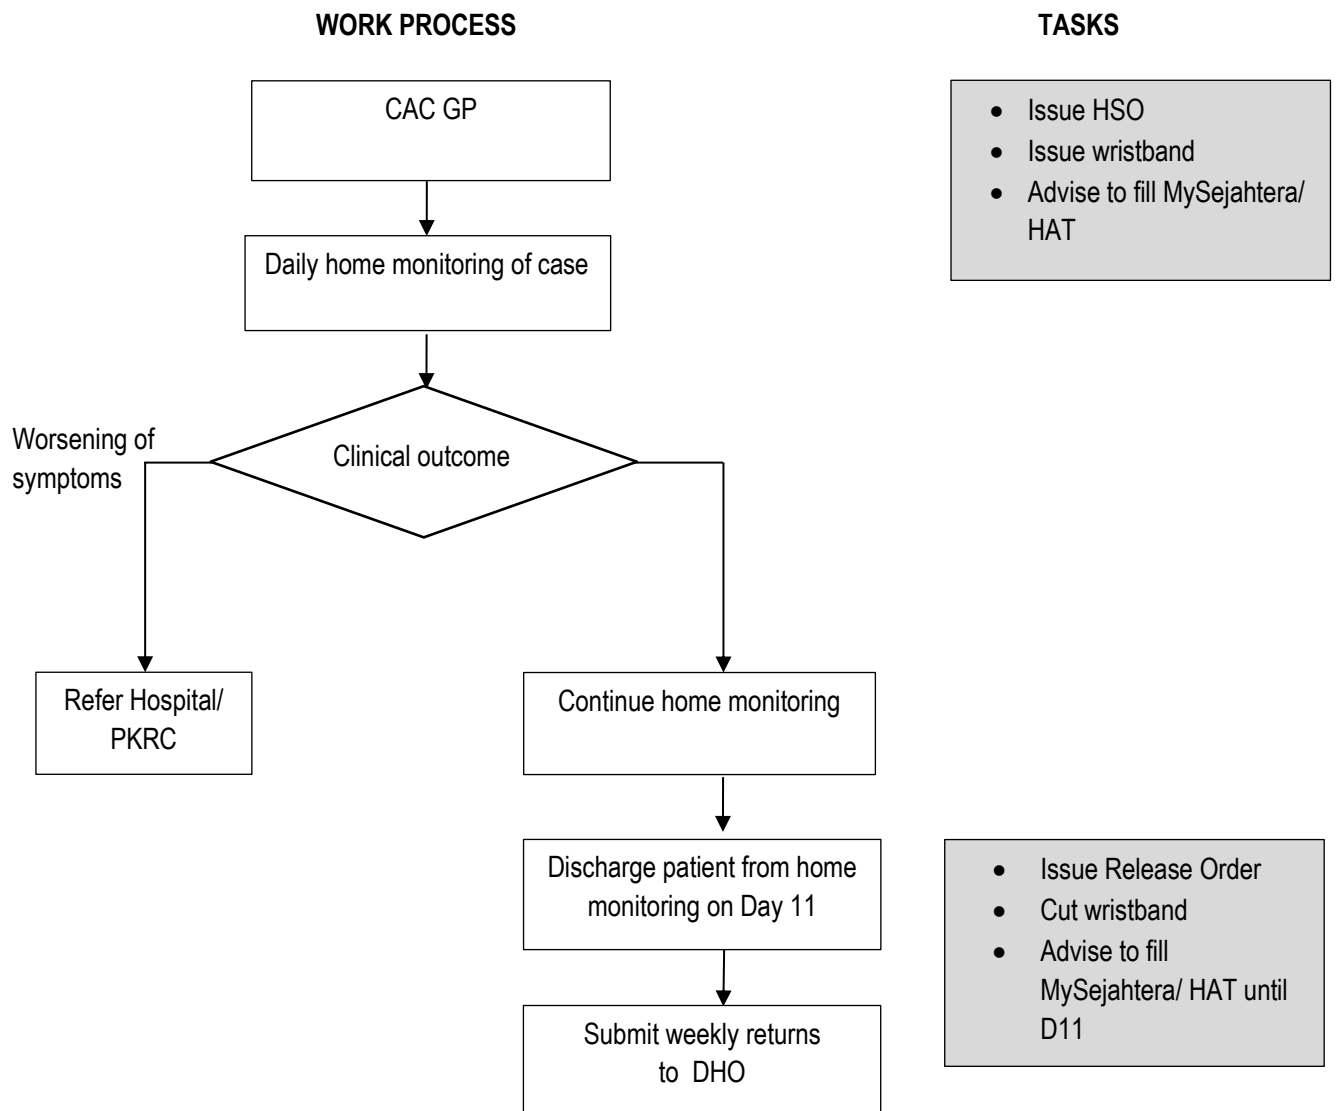 WORK PROCESS
TASKS
CAC GP
• Issue HSO
• Issue wristband
• Advise to fill MySejahtera/
HAT
Daily home monitoring of case
Worsening of
symptoms
Clinical outcome
Refer Hospital/
PKRC
Continue home monitoring
Discharge patient from home
monitoring on Day 11
• Issue Release Order
• Cut wristband
• Advise to fill
MySejahtera/ HAT until
D11
Submit weekly returns
to DHO